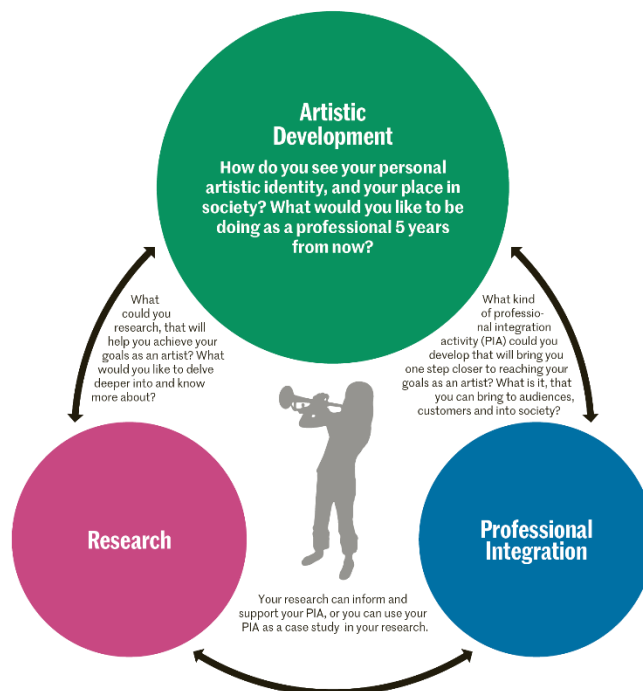 Artistic
Development
How do you see your personal
artistic identity, and your place in
society? What would you like to be
doing as a professional 5 years
from now?
What
could you
research, that will
help you achieve your
goals as an artist? What
would you like to delve
deeper into and know
more about?
What kind
of professio-
nal integration
activity (PIA) could you
develop that will bring you
one step closer to reaching your
goals as an artist? What is it, that
you can bring to audiences,
customers and into society?
Research
Professional
Integration
Your research can inform and
support your PIA, or you can use your
PIA as a case study in your research.